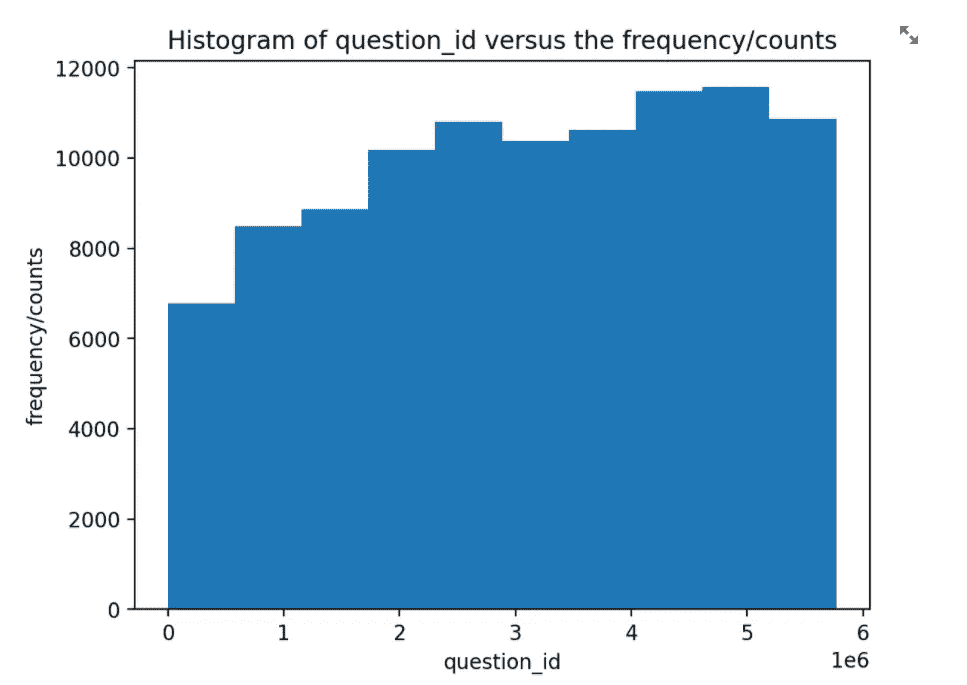 Histogram of question_id versus the frequency/counts
12000
10000
8000
6000
4000
2000
0
frequency/counts
0 1 2 3 4 5 6
1e6
question_id